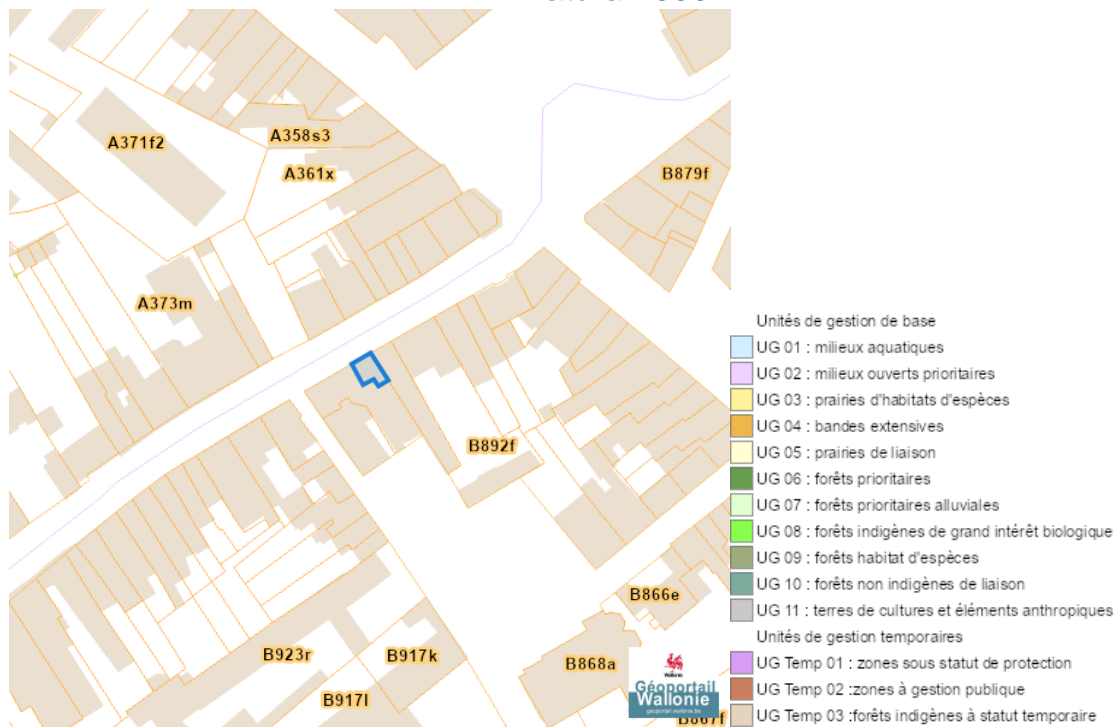 A358s3
A371f2
A361x
B879f
A373m
B892f
B866e
B923r
B917k
B868a
B917l
B867f
Wallonie
Géoportail
Wallonie
geoportail.wallonie.be
Unités de gestion de base
UG 01 : milieux aquatiques
UG 02 : milieux ouverts prioritaires
UG 03 : prairies d'habitats d'espèces
UG 04 : bandes extensives
UG 05 : prairies de liaison
UG 06 : forêts prioritaires
UG 07 : forêts prioritaires alluviales
UG 08 : forêts indigènes de grand intérêt biologique
UG 09 : forêts habitat d'espèces
UG 10 : forêts non indigènes de liaison
UG 11 : terres de cultures et éléments anthropiques
Unités de gestion temporaires
UG Temp 01 : zones sous statut de protection
UG Temp 02 :zones à gestion publique
UG Temp 03 :forêts indigènes à statut temporaire